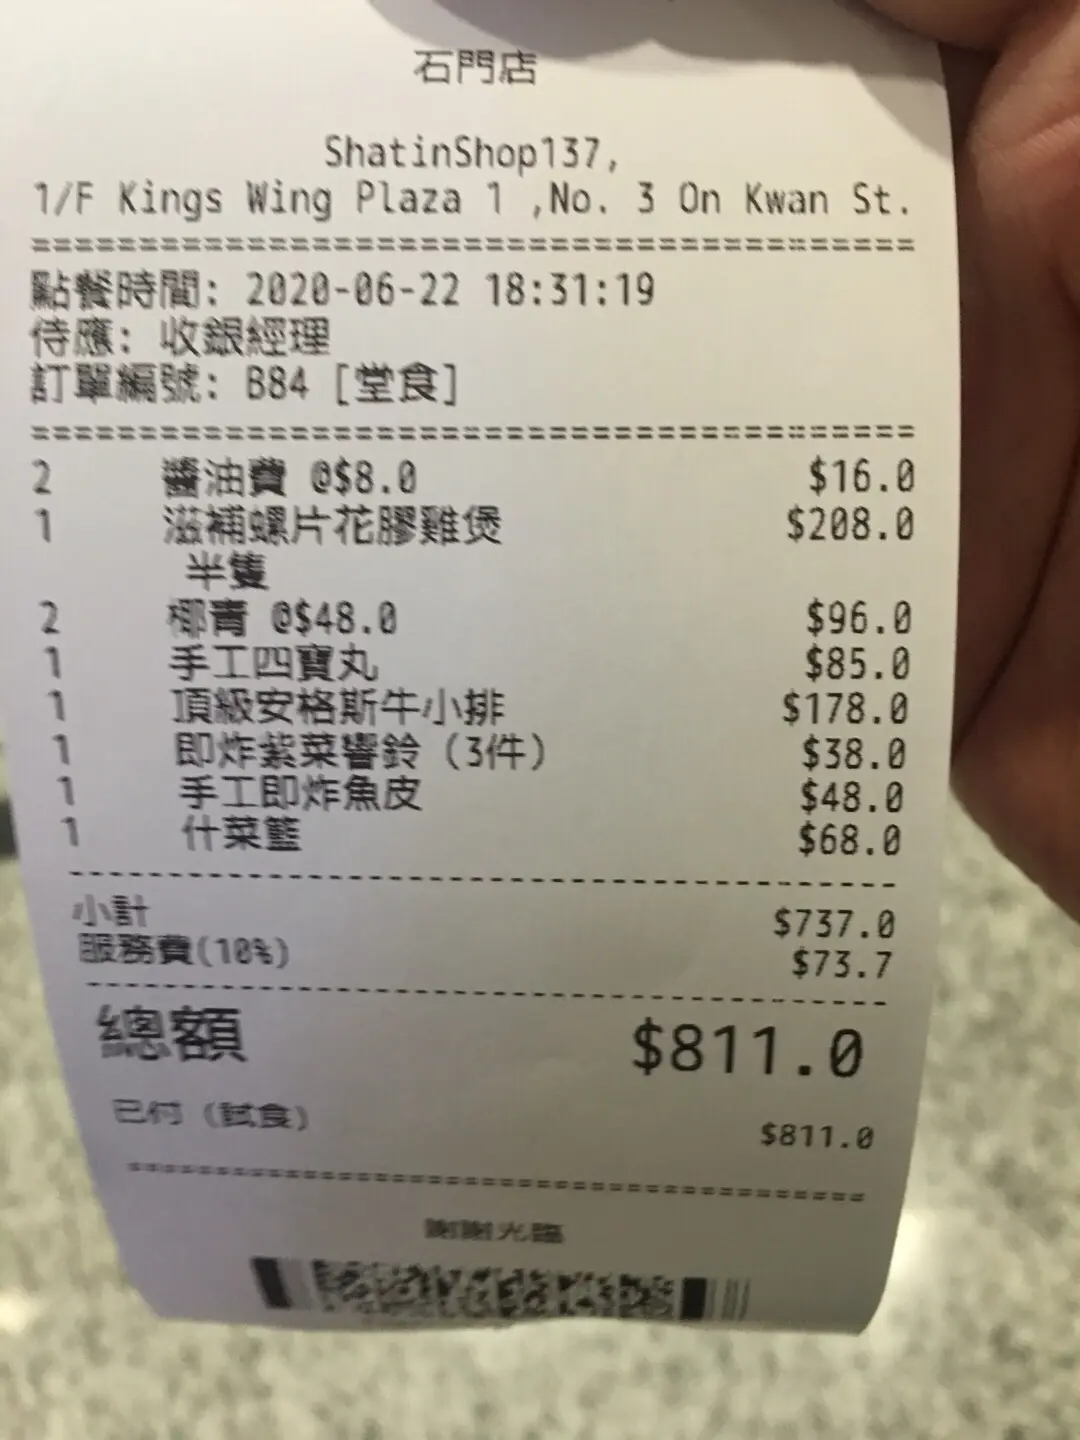 石門店
ShatinShop137,
1/F Kings Wing Plaza 1 ,No. 3 On Kwan St.
========================================
點餐時間: 2020-06-22 18:31:19
侍應: 收銀經理
訂單編號: B84 [堂食]
========================================
2 醬油費 @$8.0 $16.0
1 滋補螺片花膠雞煲 $208.0
半隻
2 椰青 @$48.0 $96.0
1 手工四寶丸 $85.0
1 頂級安格斯牛小排 $178.0
1 即炸紫菜響鈴 (3件) $38.0
1 手工即炸魚皮 $48.0
1 什菜籃 $68.0
----------------------------------------
小計 $737.0
服務費(10%) $73.7
----------------------------------------
總額 $811.0
已付 (試食) $811.0
========================================
謝謝光臨